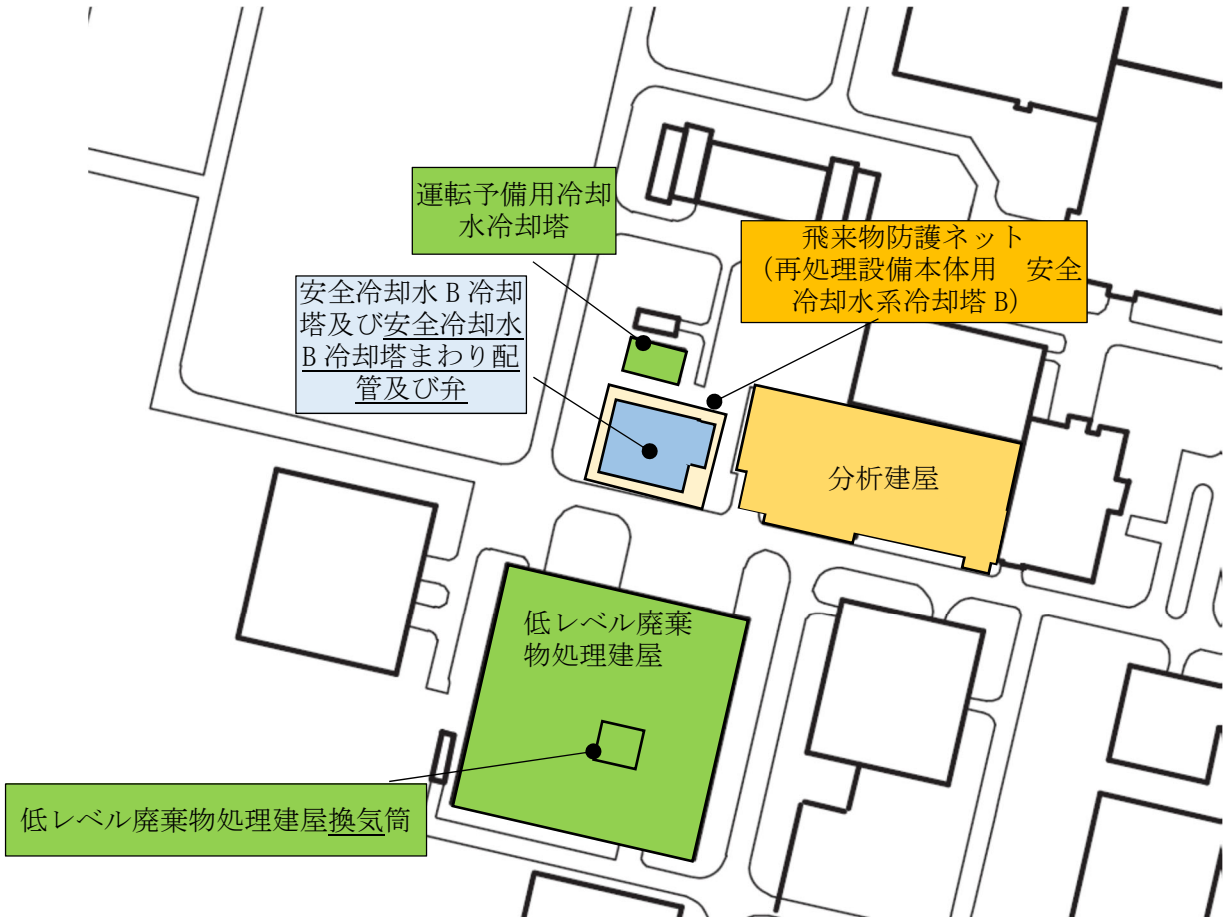 運転予備用冷却
水冷却塔
飛来物防護ネット
（再処理設備本体用　安全
冷却水系冷却塔 B）
安全冷却水 B 冷却
塔及び安全冷却水
B 冷却塔まわり配
管及び弁
分析建屋
低レベル廃棄
物処理建屋
低レベル廃棄物処理建屋換気筒